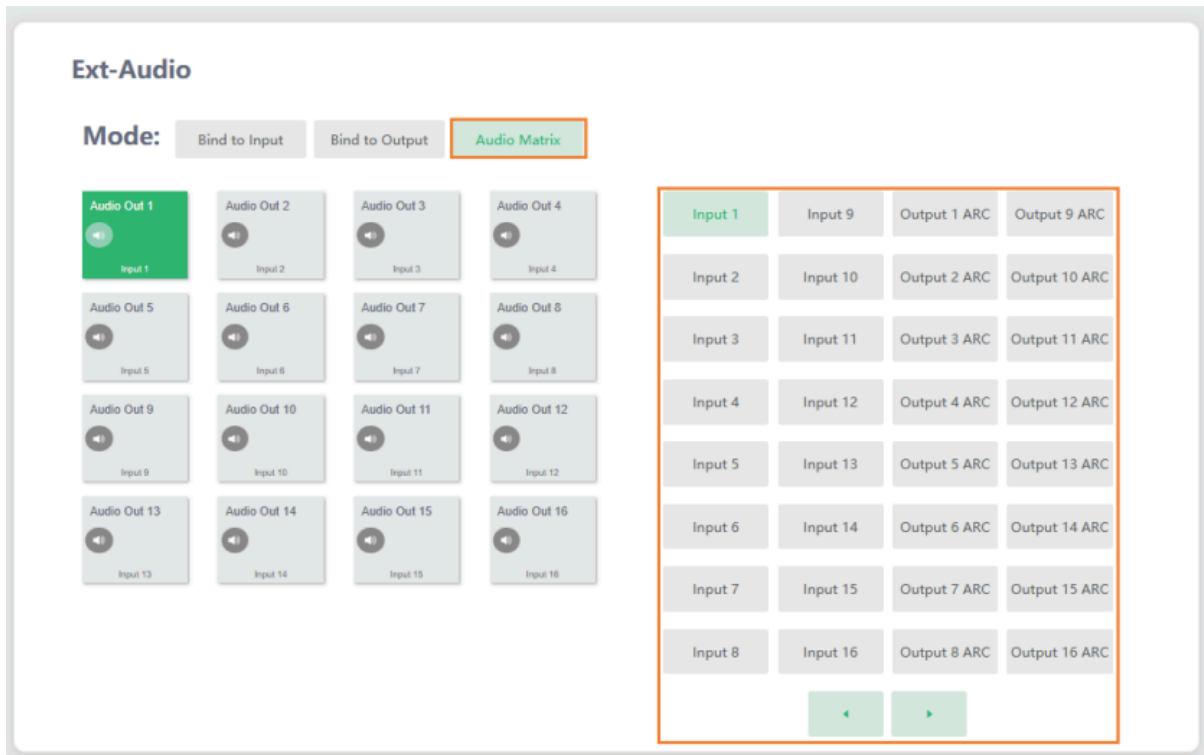 Ext-Audio
Mode: Bind to Input Bind to Output Audio Matrix
Audio Out 1 Audio Out 2 Audio Out 3 Audio Out 4
Input 1 Input 2 Input 3 Input 4
Audio Out 5 Audio Out 6 Audio Out 7 Audio Out 8
Input 5 Input 6 Input 7 Input 8
Audio Out 9 Audio Out 10 Audio Out 11 Audio Out 12
Input 9 Input 10 Input 11 Input 12
Audio Out 13 Audio Out 14 Audio Out 15 Audio Out 16
Input 13 Input 14 Input 15 Input 16
Input 1 Input 9 Output 1 ARC Output 9 ARC
Input 2 Input 10 Output 2 ARC Output 10 ARC
Input 3 Input 11 Output 3 ARC Output 11 ARC
Input 4 Input 12 Output 4 ARC Output 12 ARC
Input 5 Input 13 Output 5 ARC Output 13 ARC
Input 6 Input 14 Output 6 ARC Output 14 ARC
Input 7 Input 15 Output 7 ARC Output 15 ARC
Input 8 Input 16 Output 8 ARC Output 16 ARC